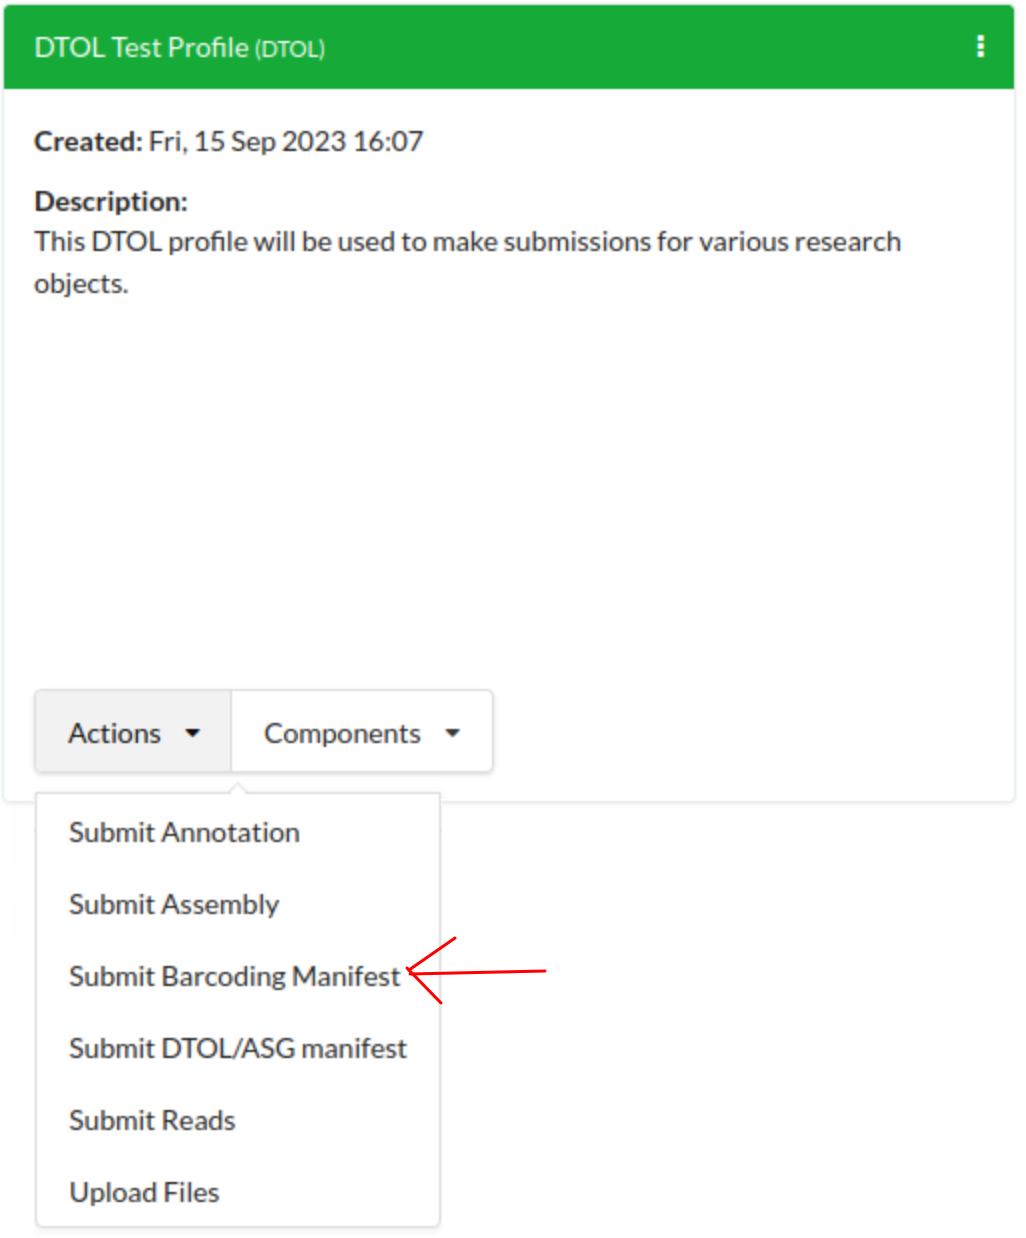 DTOL Test Profile (DTOL)
Created: Fri, 15 Sep 2023 16:07
Description:
This DTOL profile will be used to make submissions for various research
objects.
Actions
Components
Submit Annotation
Submit Assembly
Submit Barcoding Manifest
Submit DTOL/ASG manifest
Submit Reads
Upload Files